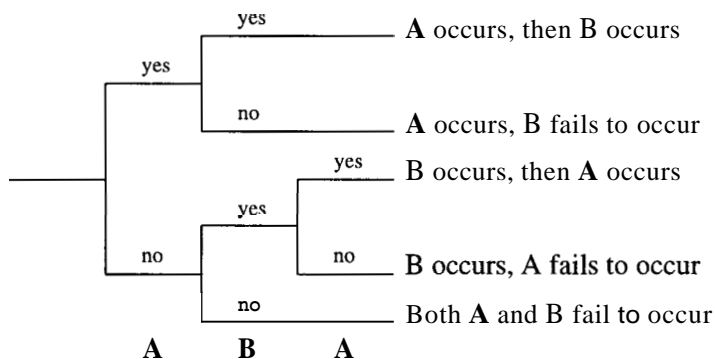 yes
A occurs, then B occurs
yes
no
A occurs, B fails to occur
yes
B occurs, then A occurs
yes
no
no
B occurs, A fails to occur
no
Both A and B fail to occur
A B A